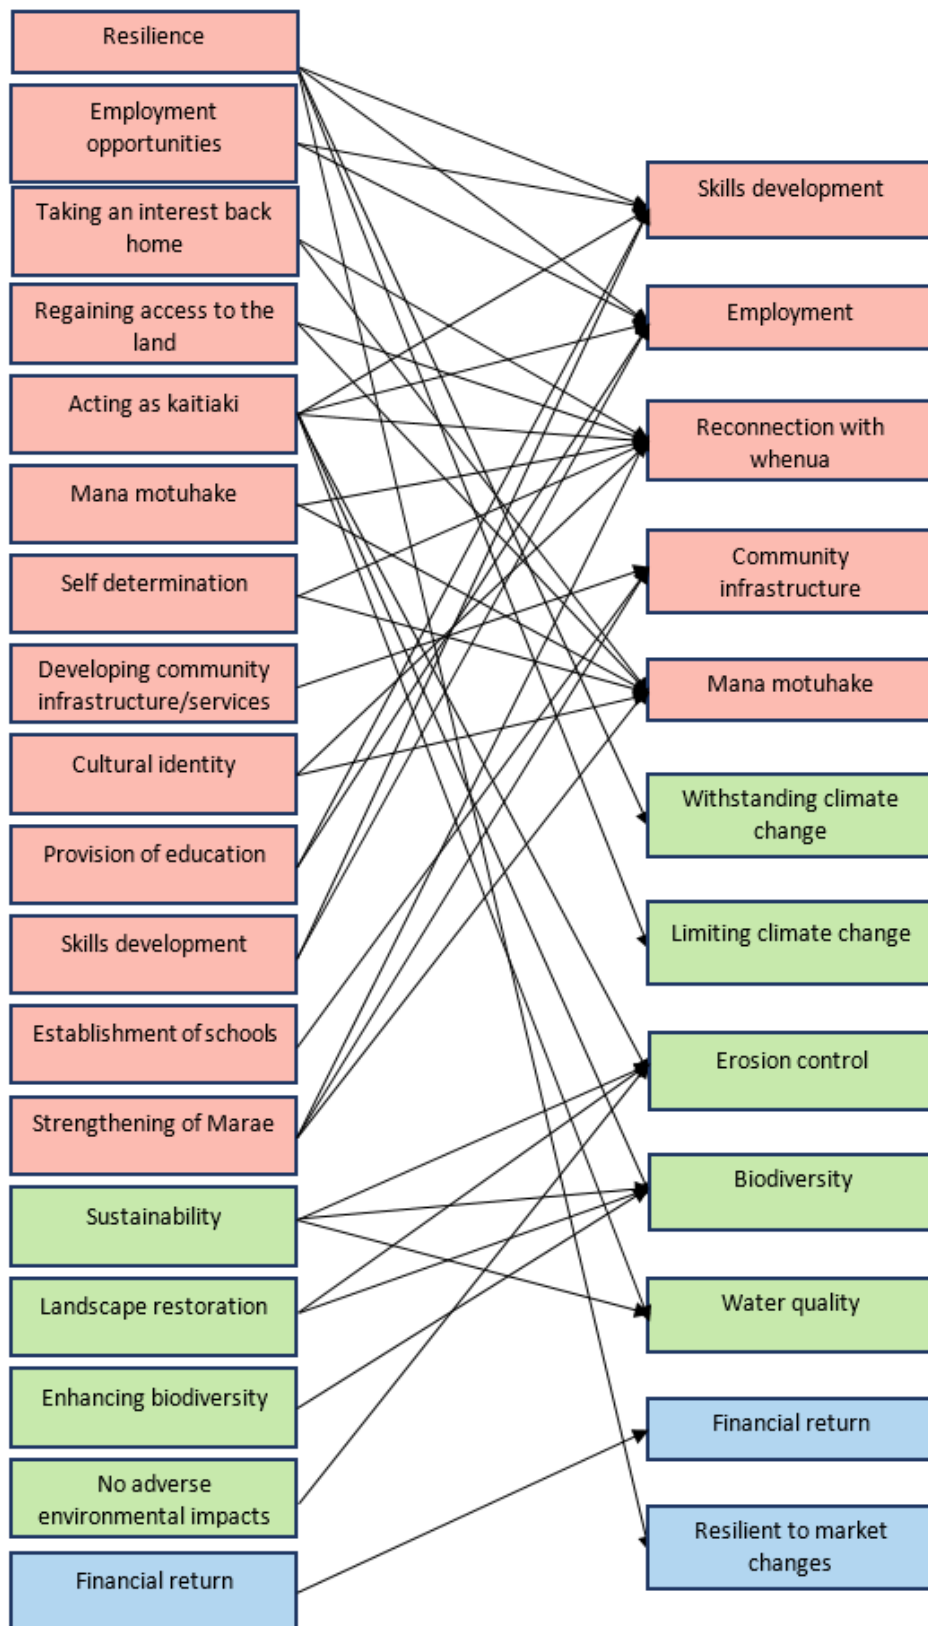 Resilience
Employment
opportunities
Taking an interest back
home
Regaining access to the
land
Acting as kaitiaki
Mana motuhake
Self determination
Developing community
infrastructure/services
Cultural identity
Provision of education
Skills development
Establishment of schools
Strengthening of Marae
Sustainability
Landscape restoration
Enhancing biodiversity
No adverse
environmental impacts
Financial return
Skills development
Employment
Reconnection with
whenua
Community
infrastructure
Mana motuhake
Withstanding climate
change
Limiting climate change
Erosion control
Biodiversity
Water quality
Financial return
Resilient to market
changes